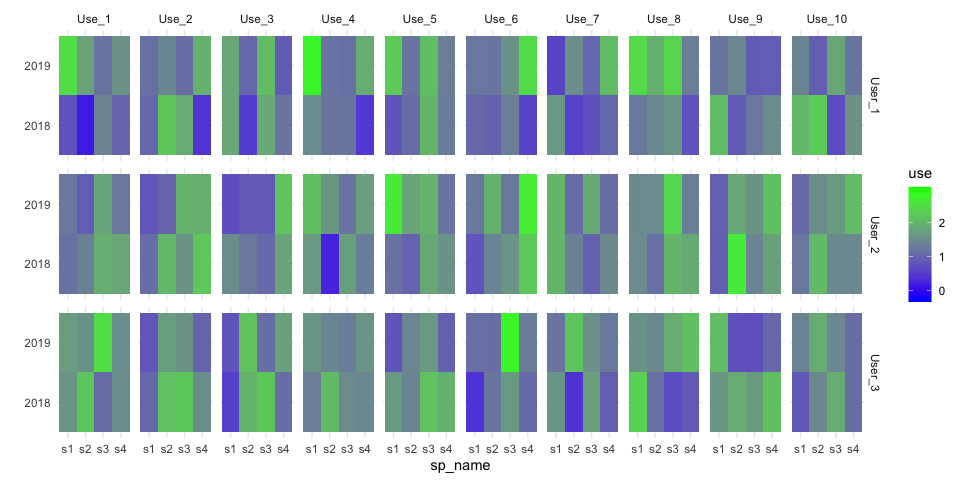 Use_1 Use_2 Use_3 Use_4 Use_5 Use_6 Use_7 Use_8 Use_9 Use_10
2019
2018
User_1
2019
2018
User_2
2019
2018
User_3
s1 s2 s3 s4 s1 s2 s3 s4 s1 s2 s3 s4 s1 s2 s3 s4 s1 s2 s3 s4 s1 s2 s3 s4 s1 s2 s3 s4 s1 s2 s3 s4 s1 s2 s3 s4 s1 s2 s3 s4
sp_name
use
2
1
0